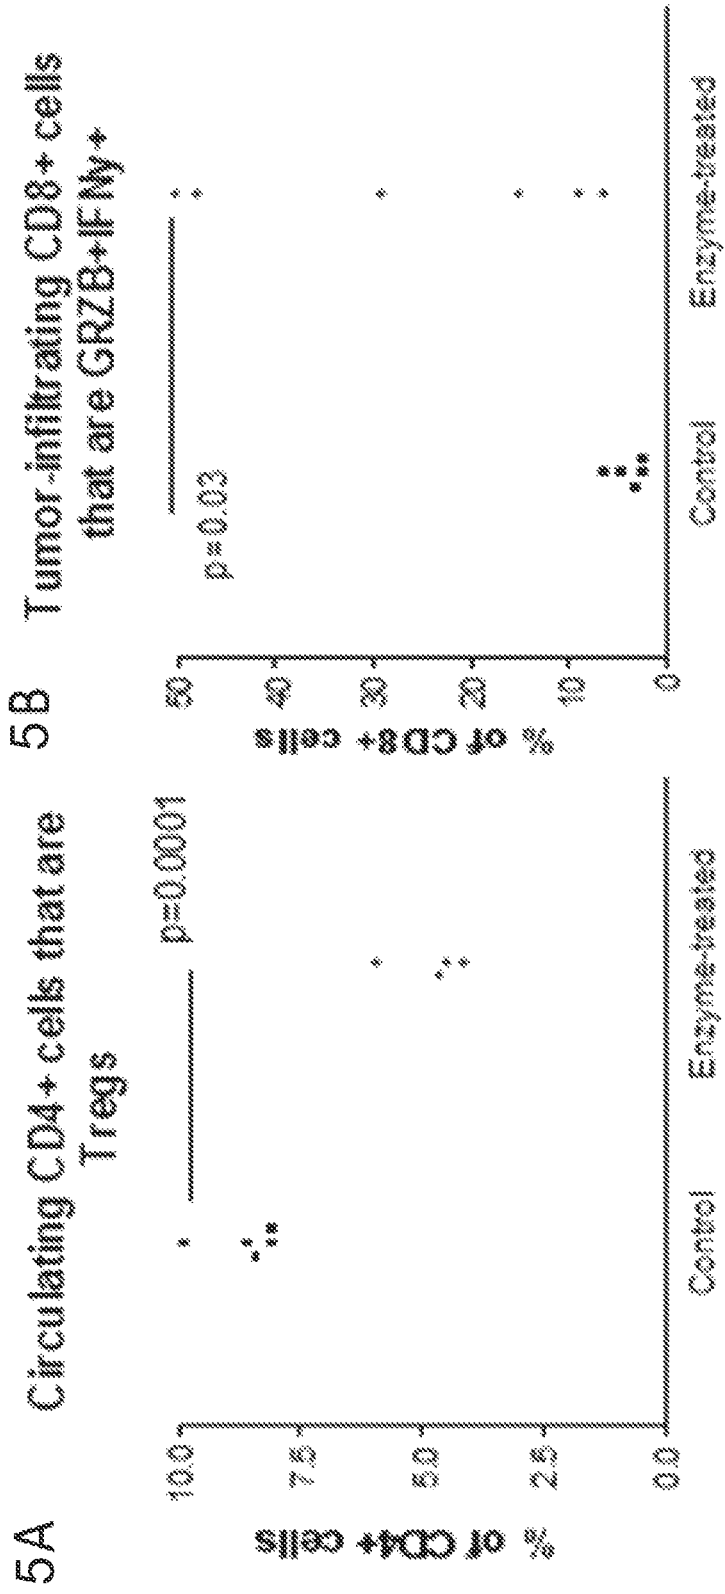 5A
Circulating CD4+ cells that are
Tregs
p=0.0001
% of CD4+ cells
10.0
7.5
5.0
2.5
0.0
Control
Enzyme-treated
5B
Tumor-infiltrating CD8+ cells
that are GRZB+IFNγ+
p=0.03
% of CD8+ cells
50
40
30
20
10
0
Control
Enzyme-treated